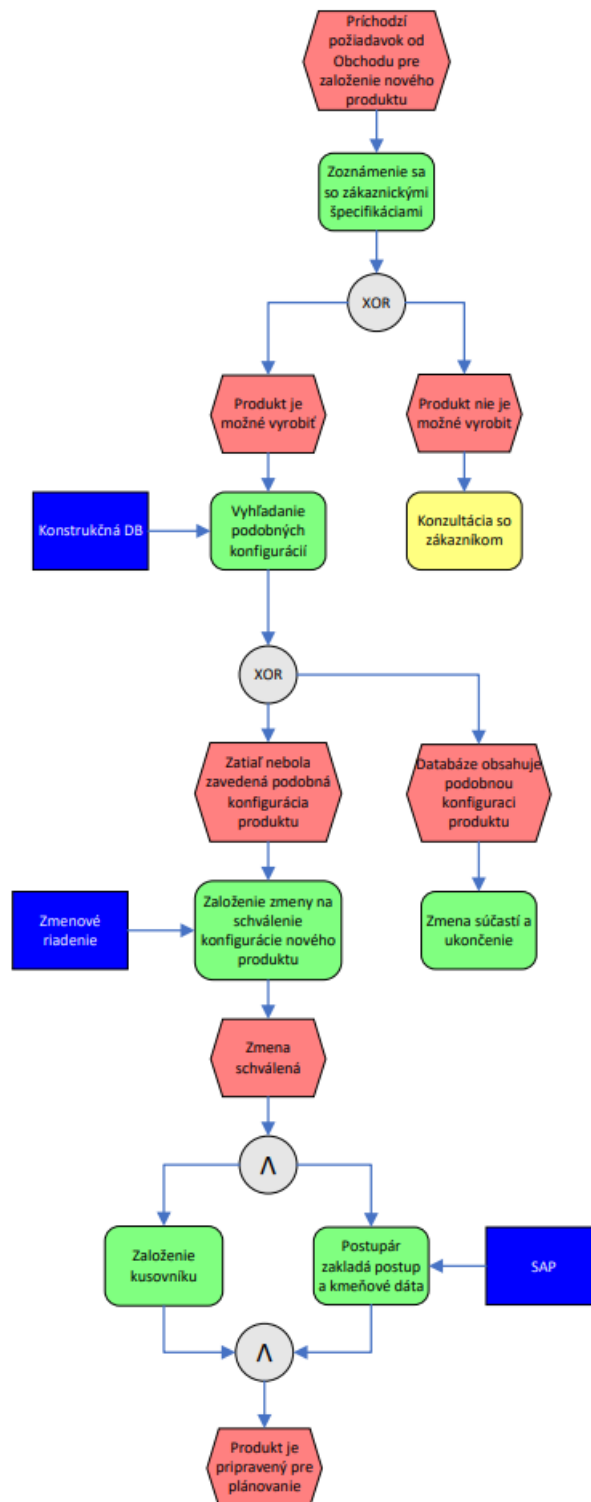 Príchodzí
požiadavok od
Obchodu pre
založenie nového
produktu
Zoznámenie sa
so zákaznickými
špecifikáciami
XOR
Produkt je
možné vyrobiť
Produkt nie je
možné vyrobit
Konstrukčná DB
Vyhľadanie
podobných
konfigurácií
Konzultácia so
zákazníkom
XOR
Zatiaľ nebola
zavedená podobná
konfigurácia
produktu
Databáze obsahuje
podobnou
konfiguraci
produktu
Zmenové
riadenie
Založenie zmeny na
schválenie
konfigurácie nového
produktu
Zmena súčastí a
ukončenie
Zmena
schválená
Λ
Založenie
kusovníku
Postupár
zakladá postup
a kmeňové dáta
SAP
Λ
Produkt je
pripravený pre
plánovanie